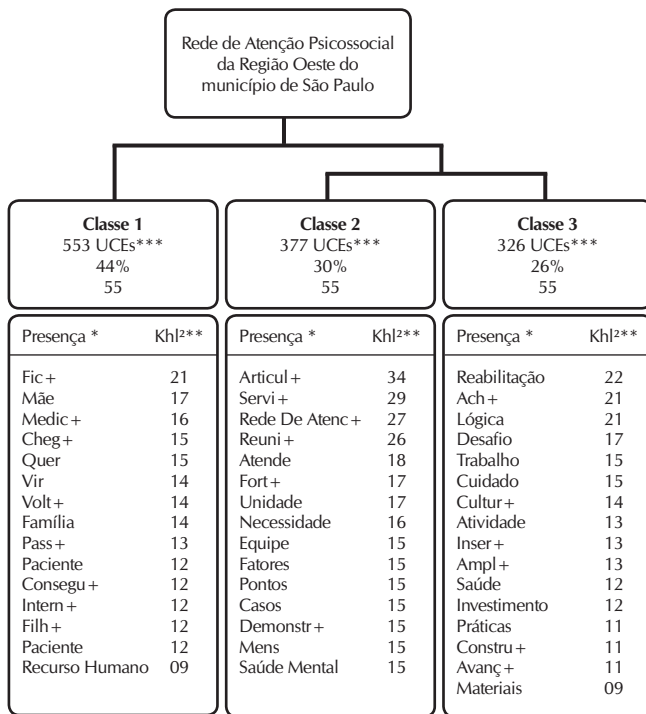 Rede de Atenção Psicossocial
da Região Oeste do
município de São Paulo
Classe 1
553 UCEs***
44%
55
Classe 2
377 UCEs***
30%
55
Classe 3
326 UCEs***
26%
55
Presença * Khl²**
Fic+ 21
Mãe 17
Medic+ 16
Cheg+ 15
Quer 15
Vir 14
Volt+ 14
Família 14
Pass+ 13
Paciente 12
Consegu+ 12
Intern+ 12
Filh+ 12
Paciente 12
Recurso Humano 09
Presença * Khl²**
Articul+ 34
Servi+ 29
Rede De Atenc+ 27
Reuni+ 26
Atende 18
Fort+ 17
Unidade 17
Necessidade 16
Equipe 15
Fatores 15
Pontos 15
Casos 15
Demonstr+ 15
Mens 15
Saúde Mental 15
Presença * Khl²**
Reabilitação 22
Ach+ 21
Lógica 21
Desafio 17
Trabalho 15
Cuidado 15
Cultur+ 14
Atividade 13
Inser+ 13
Ampl+ 13
Saúde 12
Investimento 12
Práticas 11
Constru+ 11
Avanç+ 11
Materiais 09